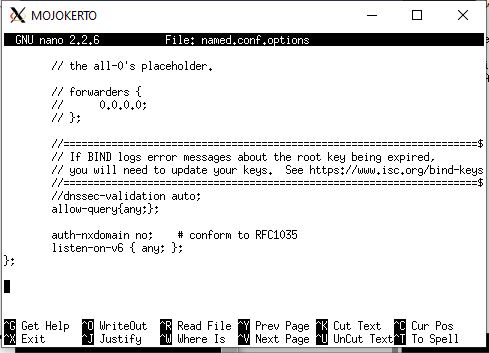 MOJOKERTO
GNU nano 2.2.6 File: named.conf.options
// the all-0's placeholder.
// forwarders {
// 0.0.0.0;
// };
//=====================================================================$
// If BIND logs error messages about the root key being expired,
// you will need to update your keys. See https://www.isc.org/bind-keys
//=====================================================================$
//dnssec-validation auto;
allow-query{any;};
auth-nxdomain no; # conform to RFC1035
listen-on-v6 { any; };
};
^G Get Help ^O WriteOut ^R Read File ^Y Prev Page ^K Cut Text ^C Cur Pos
^X Exit ^J Justify ^W Where Is ^V Next Page ^U UnCut Text ^T To Spell